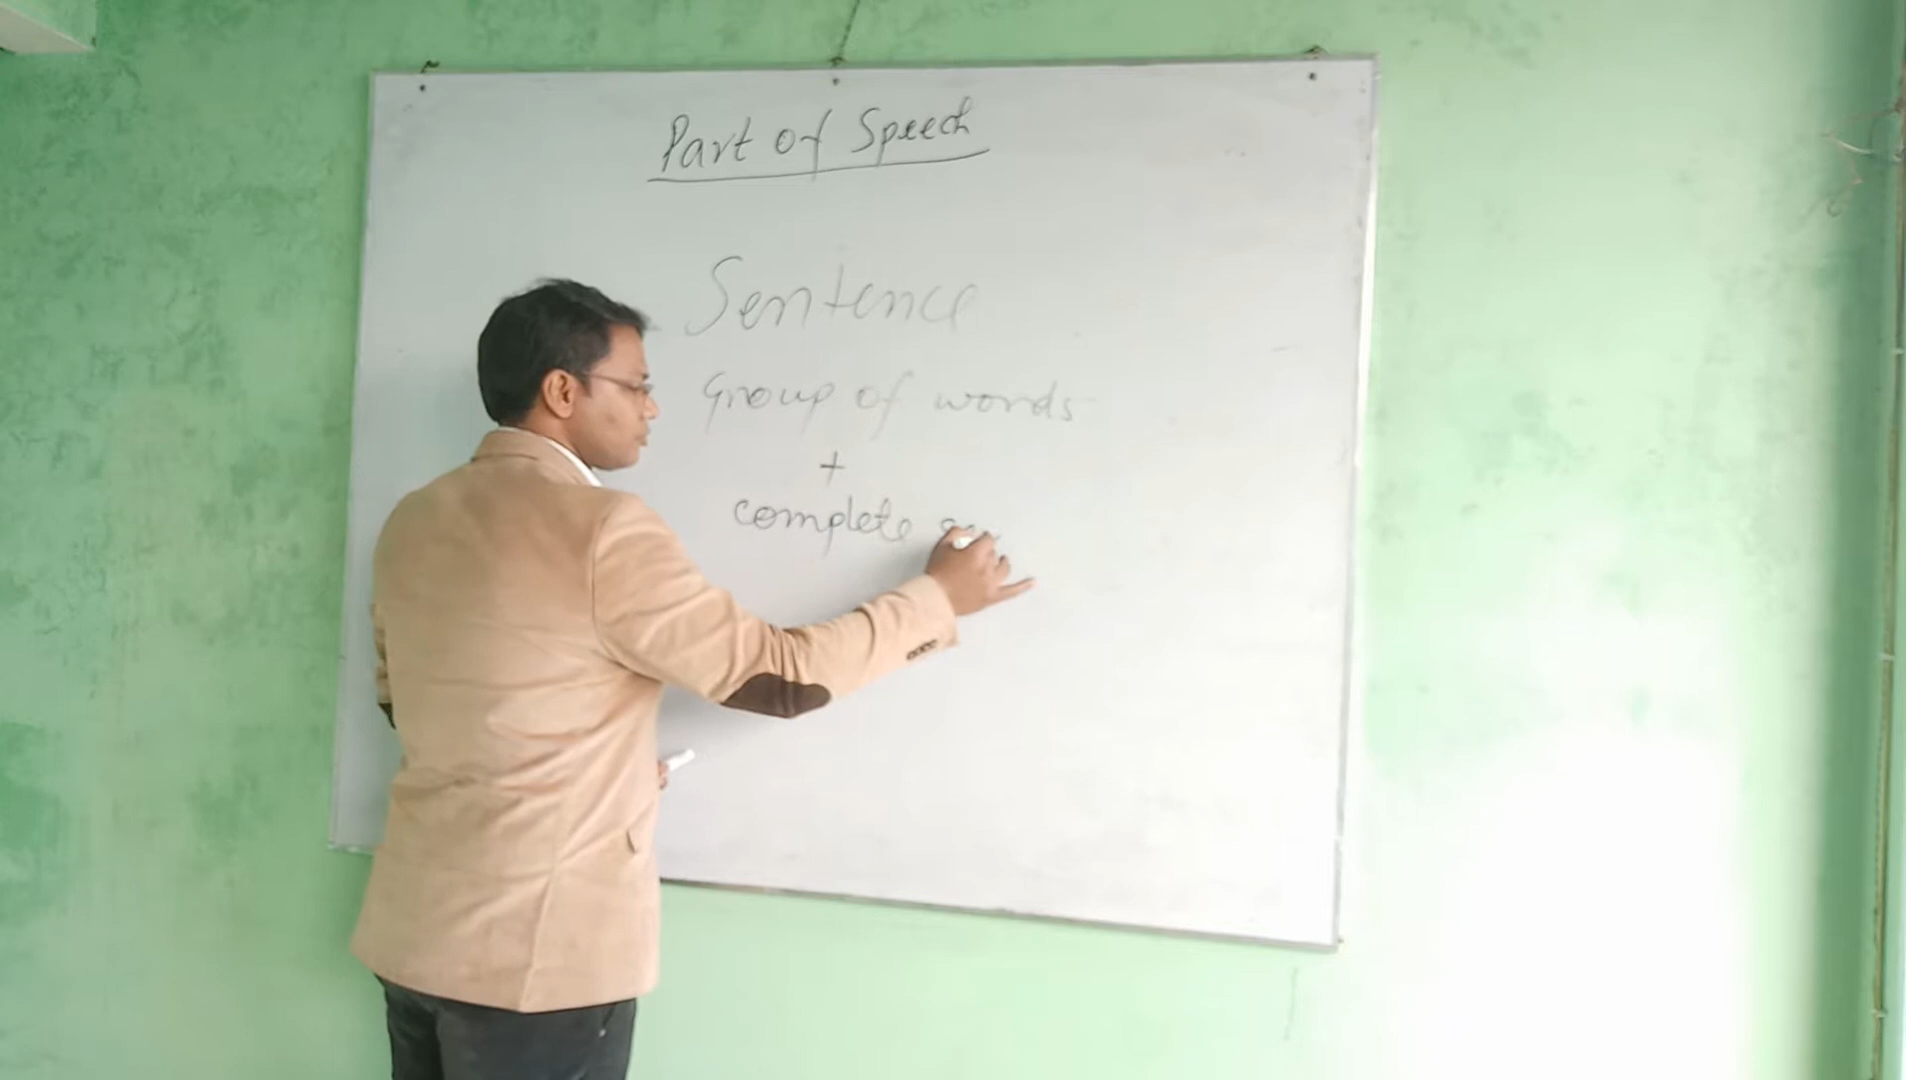 Part of Speech
Sentence
Group of words
+
complete